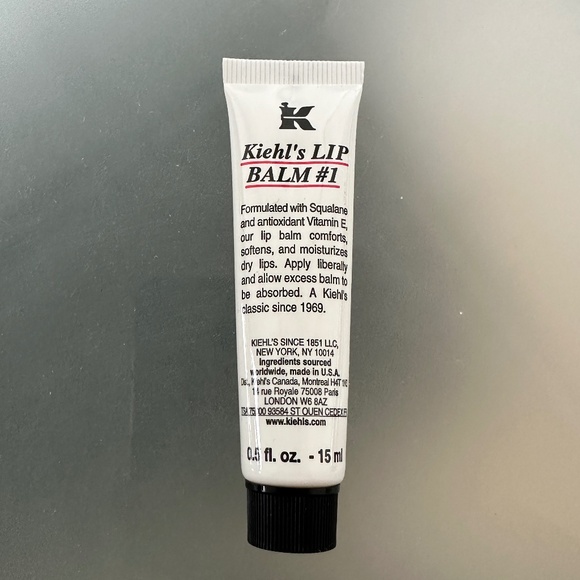 K
Kiehl's LIP
BALM #1
Formulated with Squalane
and antioxidant Vitamin E,
our lip balm comforts,
softens, and moisturizes
dry lips. Apply liberally
and allow excess balm to
be absorbed. A Kiehl's
classic since 1969.
KIEHL'S SINCE 1851 LLC,
NEW YORK, NY 10014
Ingredients sourced
worldwide, made in U.S.A.
Kiehl's Canada, Montreal
rue Royale 75008 Paris
LONDON W6 8AZ
93584 ST OUEN CEDEX
www.kiehls.com
0.5 fl. oz. - 15 ml